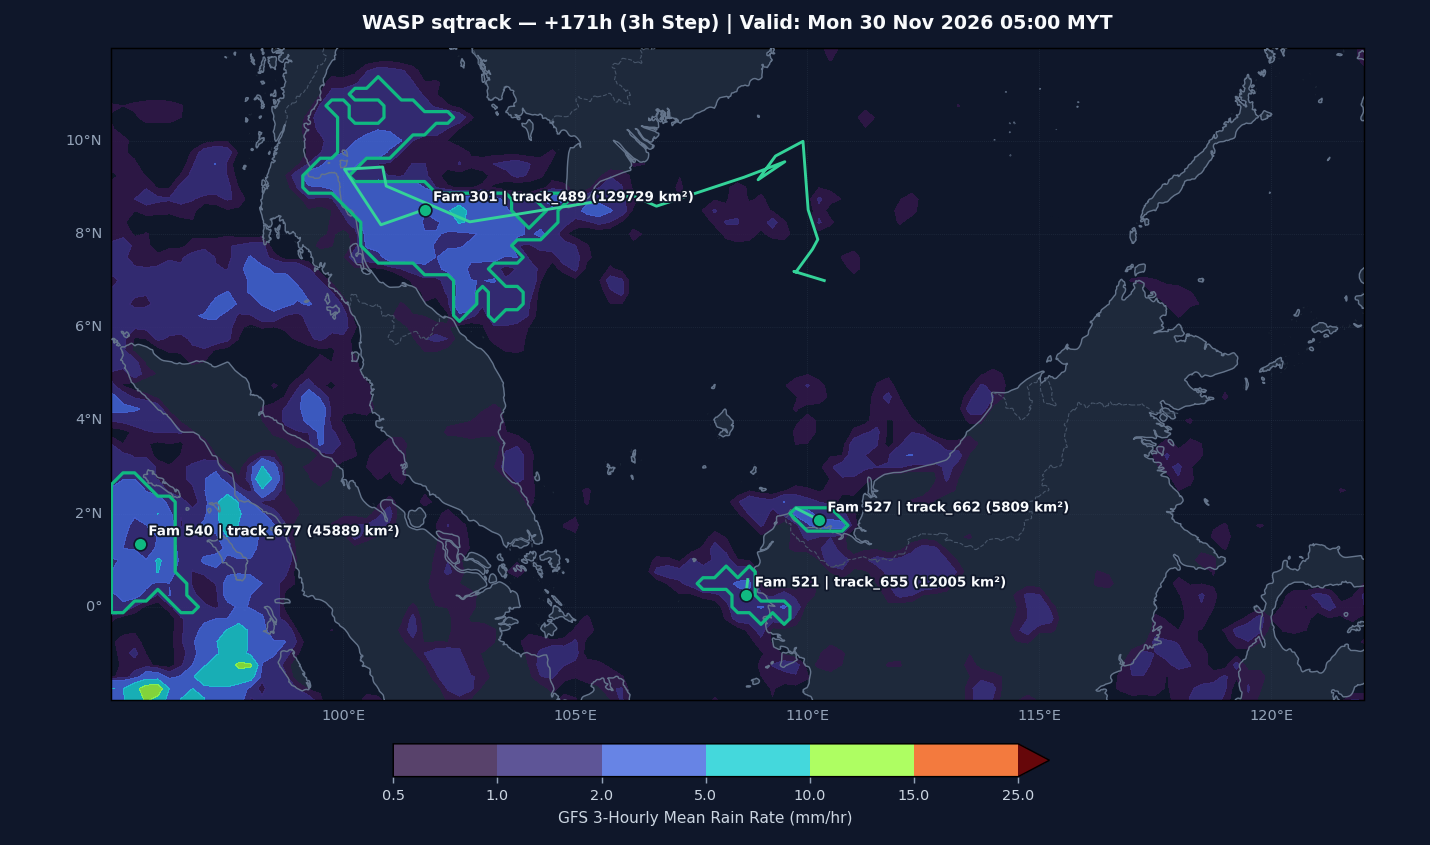 WASP sqtrack — +171h (3h Step) | Valid: Mon 30 Nov 2026 05:00 MYT
10°N
8°N
6°N
4°N
2°N
0°
Fam 301 | track_489 (129729 km²)
Fam 527 | track_662 (5809 km²)
Fam 540 | track_677 (45889 km²)
Fam 521 | track_655 (12005 km²)
100°E 105°E 110°E 115°E 120°E
0.5 1.0 2.0 5.0 10.0 15.0 25.0
GFS 3-Hourly Mean Rain Rate (mm/hr)